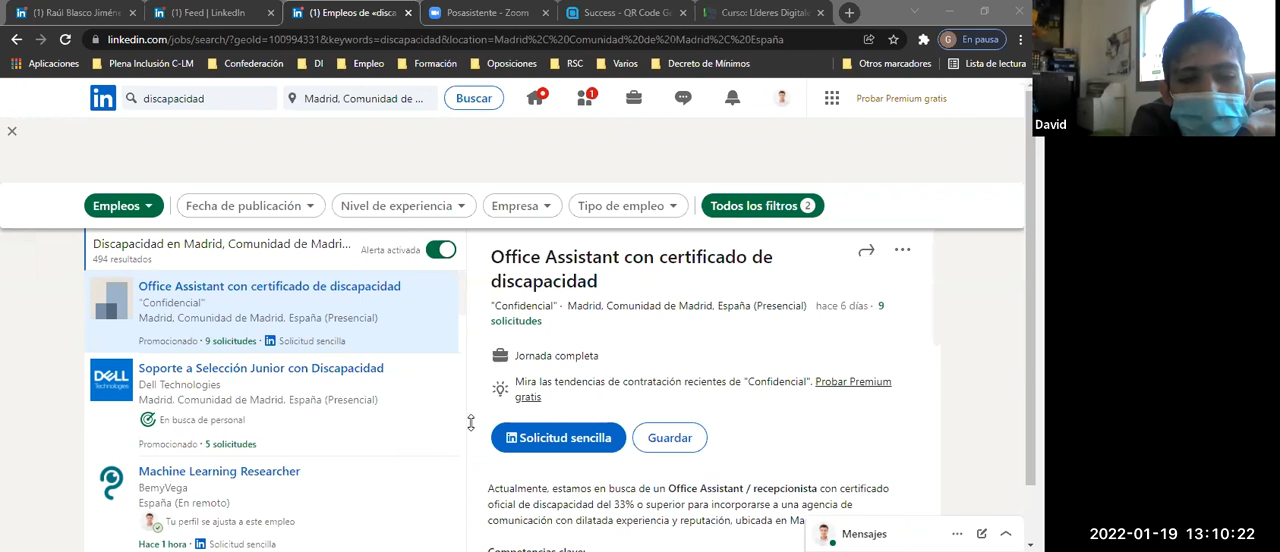 (1) Raúl Blasco Jiméne
(1) Feed | LinkedIn
(1) Empleos de «disca
Posasistente - Zoom
Success - QR Code G
Curso: Líderes Digitale
linkedin.com/jobs/search/?geoId=100994331&keywords=discapacidad&location=Madrid%2C%20Comunidad%20de%20Madrid%2C%20España
G En pausa
Aplicaciones
Plena Inclusión C-LM
Confederación
DI
Empleo
Formación
Oposiciones
RSC
Varios
Decreto de Mínimos
Otros marcadores
Lista de lectura
in
discapacidad
Madrid, Comunidad de ...
Buscar
1
Probar Premium gratis
David
Empleos
Fecha de publicación
Nivel de experiencia
Empresa
Tipo de empleo
Todos los filtros 2
Discapacidad en Madrid, Comunidad de Madri...
494 resultados
Alerta activada
Office Assistant con certificado de discapacidad
"Confidencial"
Madrid, Comunidad de Madrid, España (Presencial)
Promocionado · 9 solicitudes · in Solicitud sencilla
DELL
Technologies
Soporte a Selección Junior con Discapacidad
Dell Technologies
Madrid, Comunidad de Madrid, España (Presencial)
En busca de personal
Promocionado · 5 solicitudes
Machine Learning Researcher
BemyVega
España (En remoto)
Tu perfil se ajusta a este empleo
Hace 1 hora · in Solicitud sencilla
Office Assistant con certificado de
discapacidad
"Confidencial" · Madrid, Comunidad de Madrid, España (Presencial) hace 6 días · 9
solicitudes
Jornada completa
Mira las tendencias de contratación recientes de "Confidencial". Probar Premium
gratis
in Solicitud sencilla
Guardar
Actualmente, estamos en busca de un Office Assistant / recepcionista con certificado
oficial de discapacidad del 33% o superior para incorporarse a una agencia de
comunicación con dilatada experiencia y reputación, ubicada en Ma
Competencias clave:
Mensajes
2022-01-19 13:10:22